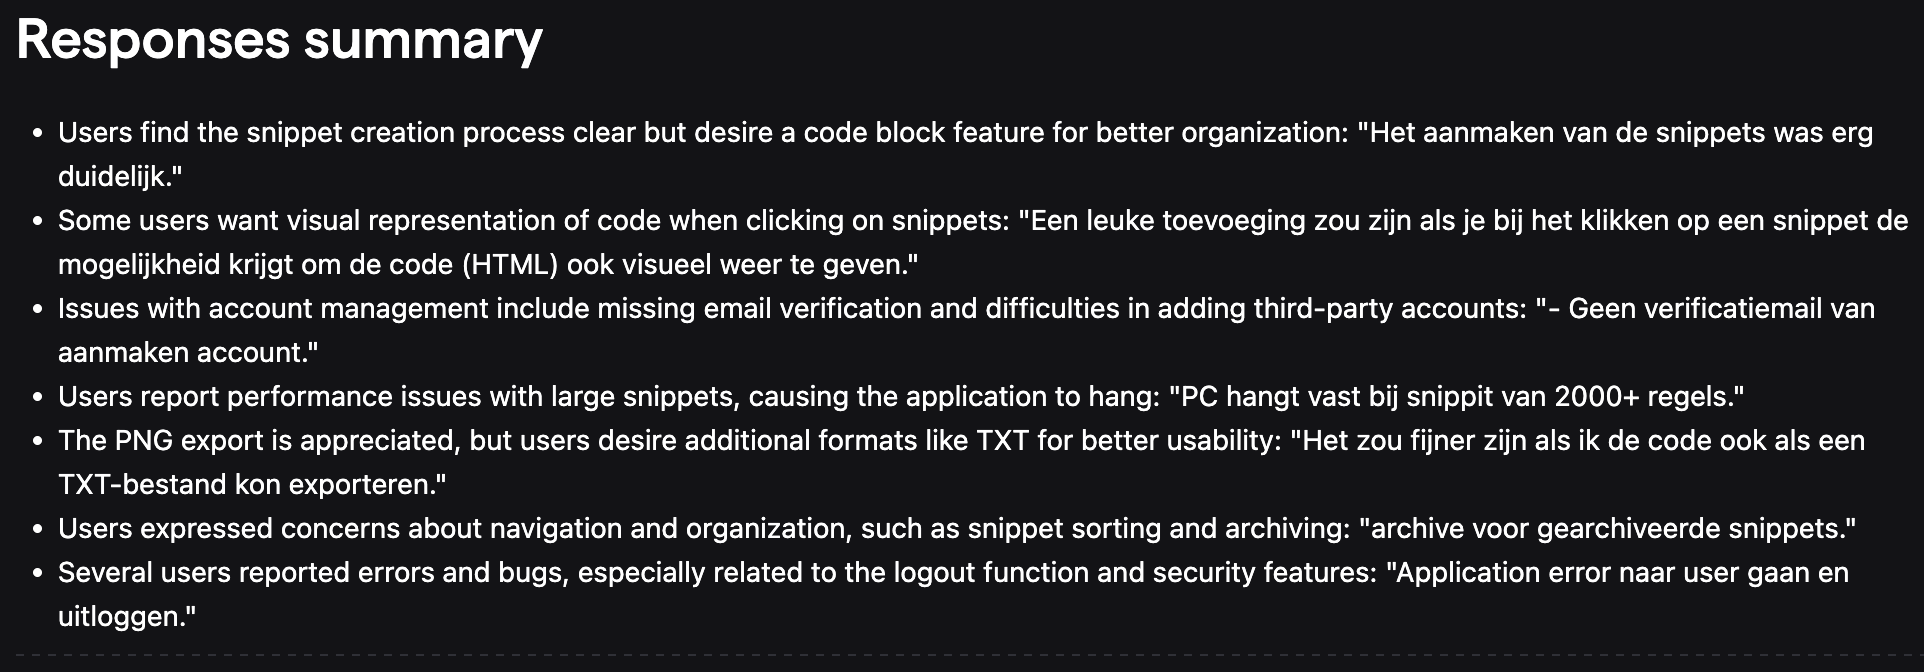 Responses summary
• Users find the snippet creation process clear but desire a code block feature for better organization: "Het aanmaken van de snippets was erg
duidelijk."
• Some users want visual representation of code when clicking on snippets: "Een leuke toevoeging zou zijn als je bij het klikken op een snippet de
mogelijkheid krijgt om de code (HTML) ook visueel weer te geven."
• Issues with account management include missing email verification and difficulties in adding third-party accounts: "- Geen verificatiemail van
aanmaken account."
• Users report performance issues with large snippets, causing the application to hang: "PC hangt vast bij snippit van 2000+ regels."
• The PNG export is appreciated, but users desire additional formats like TXT for better usability: "Het zou fijner zijn als ik de code ook als een
TXT-bestand kon exporteren."
• Users expressed concerns about navigation and organization, such as snippet sorting and archiving: "archive voor gearchiveerde snippets."
• Several users reported errors and bugs, especially related to the logout function and security features: "Application error naar user gaan en
uitloggen."